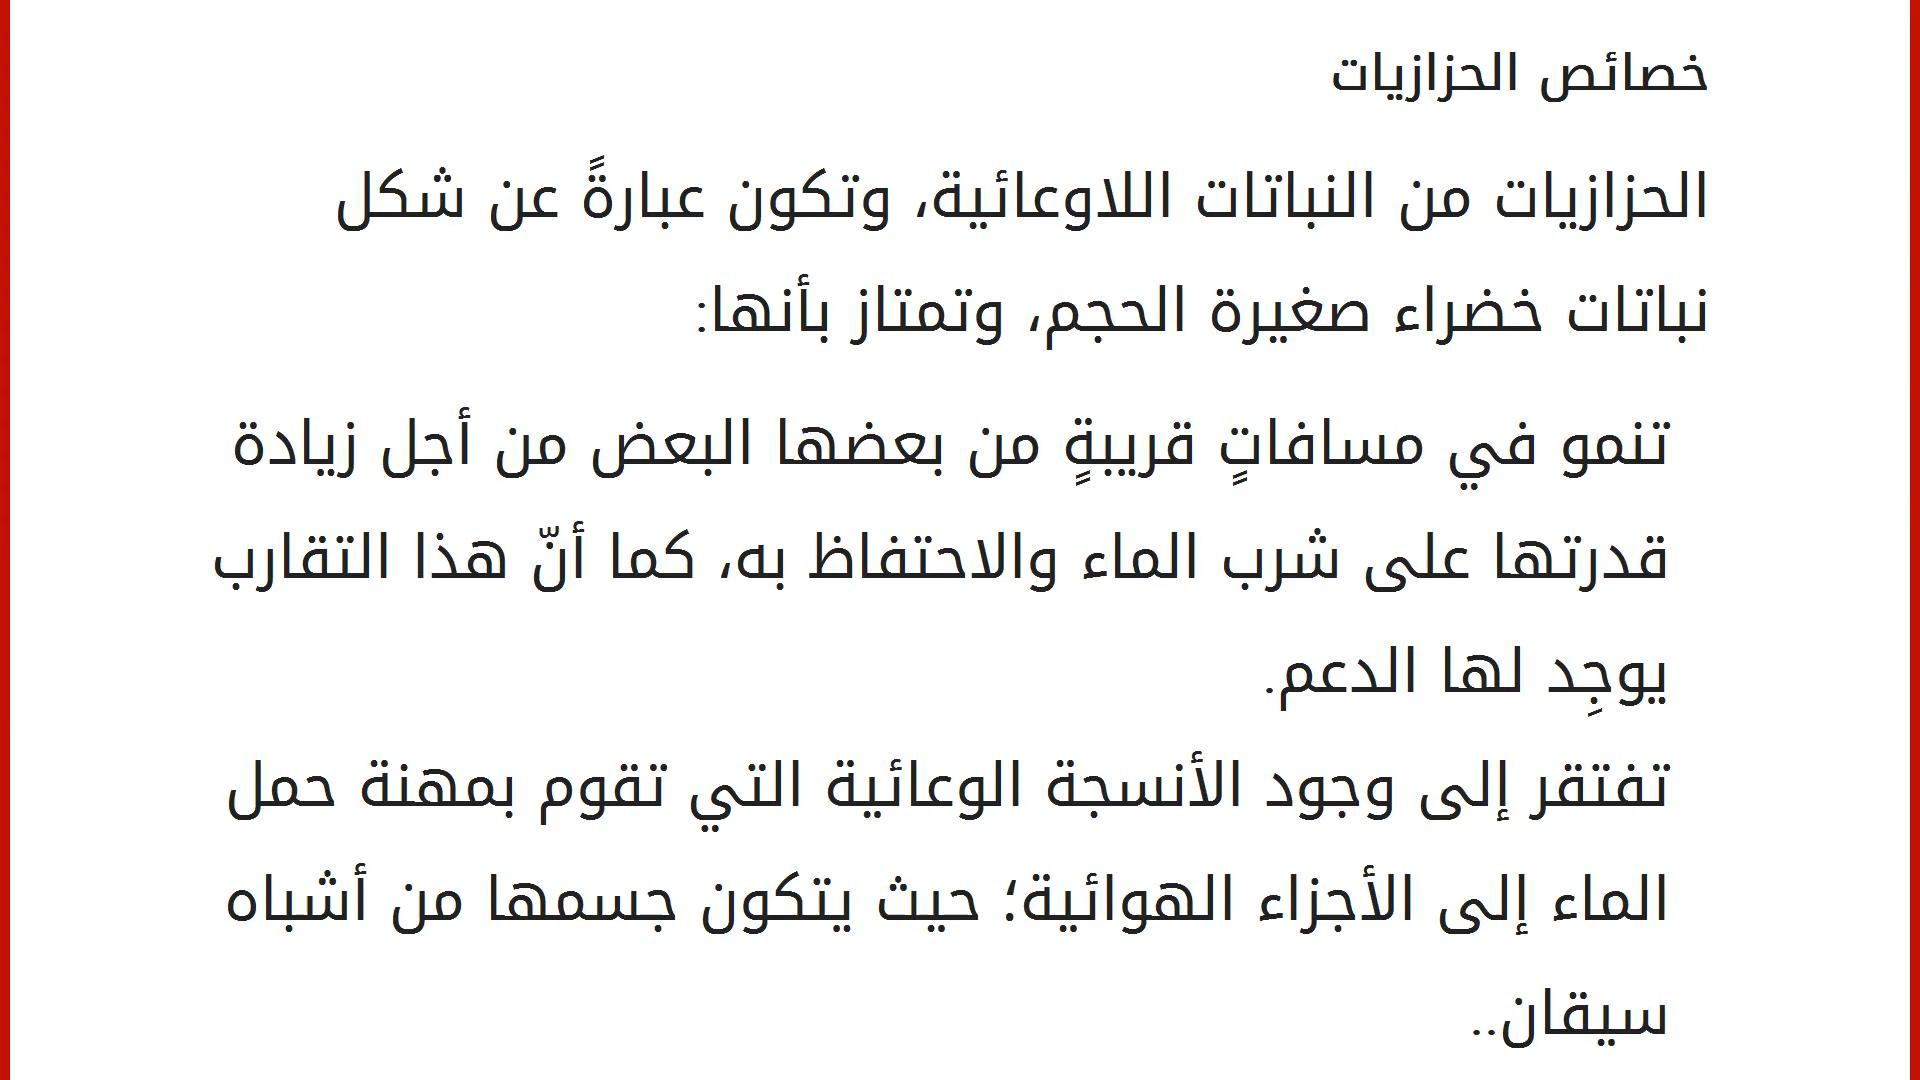 خصائص الحزازيات
الحزازيات من النباتات اللاوعائية، وتكون عبارةً عن شكل
نباتات خضراء صغيرة الحجم، وتمتاز بأنها:
تنمو في مسافاتٍ قريبةٍ من بعضها البعض من أجل زيادة
قدرتها على شرب الماء والاحتفاظ به، كما أنّ هذا التقارب
يوجِد لها الدعم.
تفتقر إلى وجود الأنسجة الوعائية التي تقوم بمهنة حمل
الماء إلى الأجزاء الهوائية؛ حيث يتكون جسمها من أشباه
سيقان..